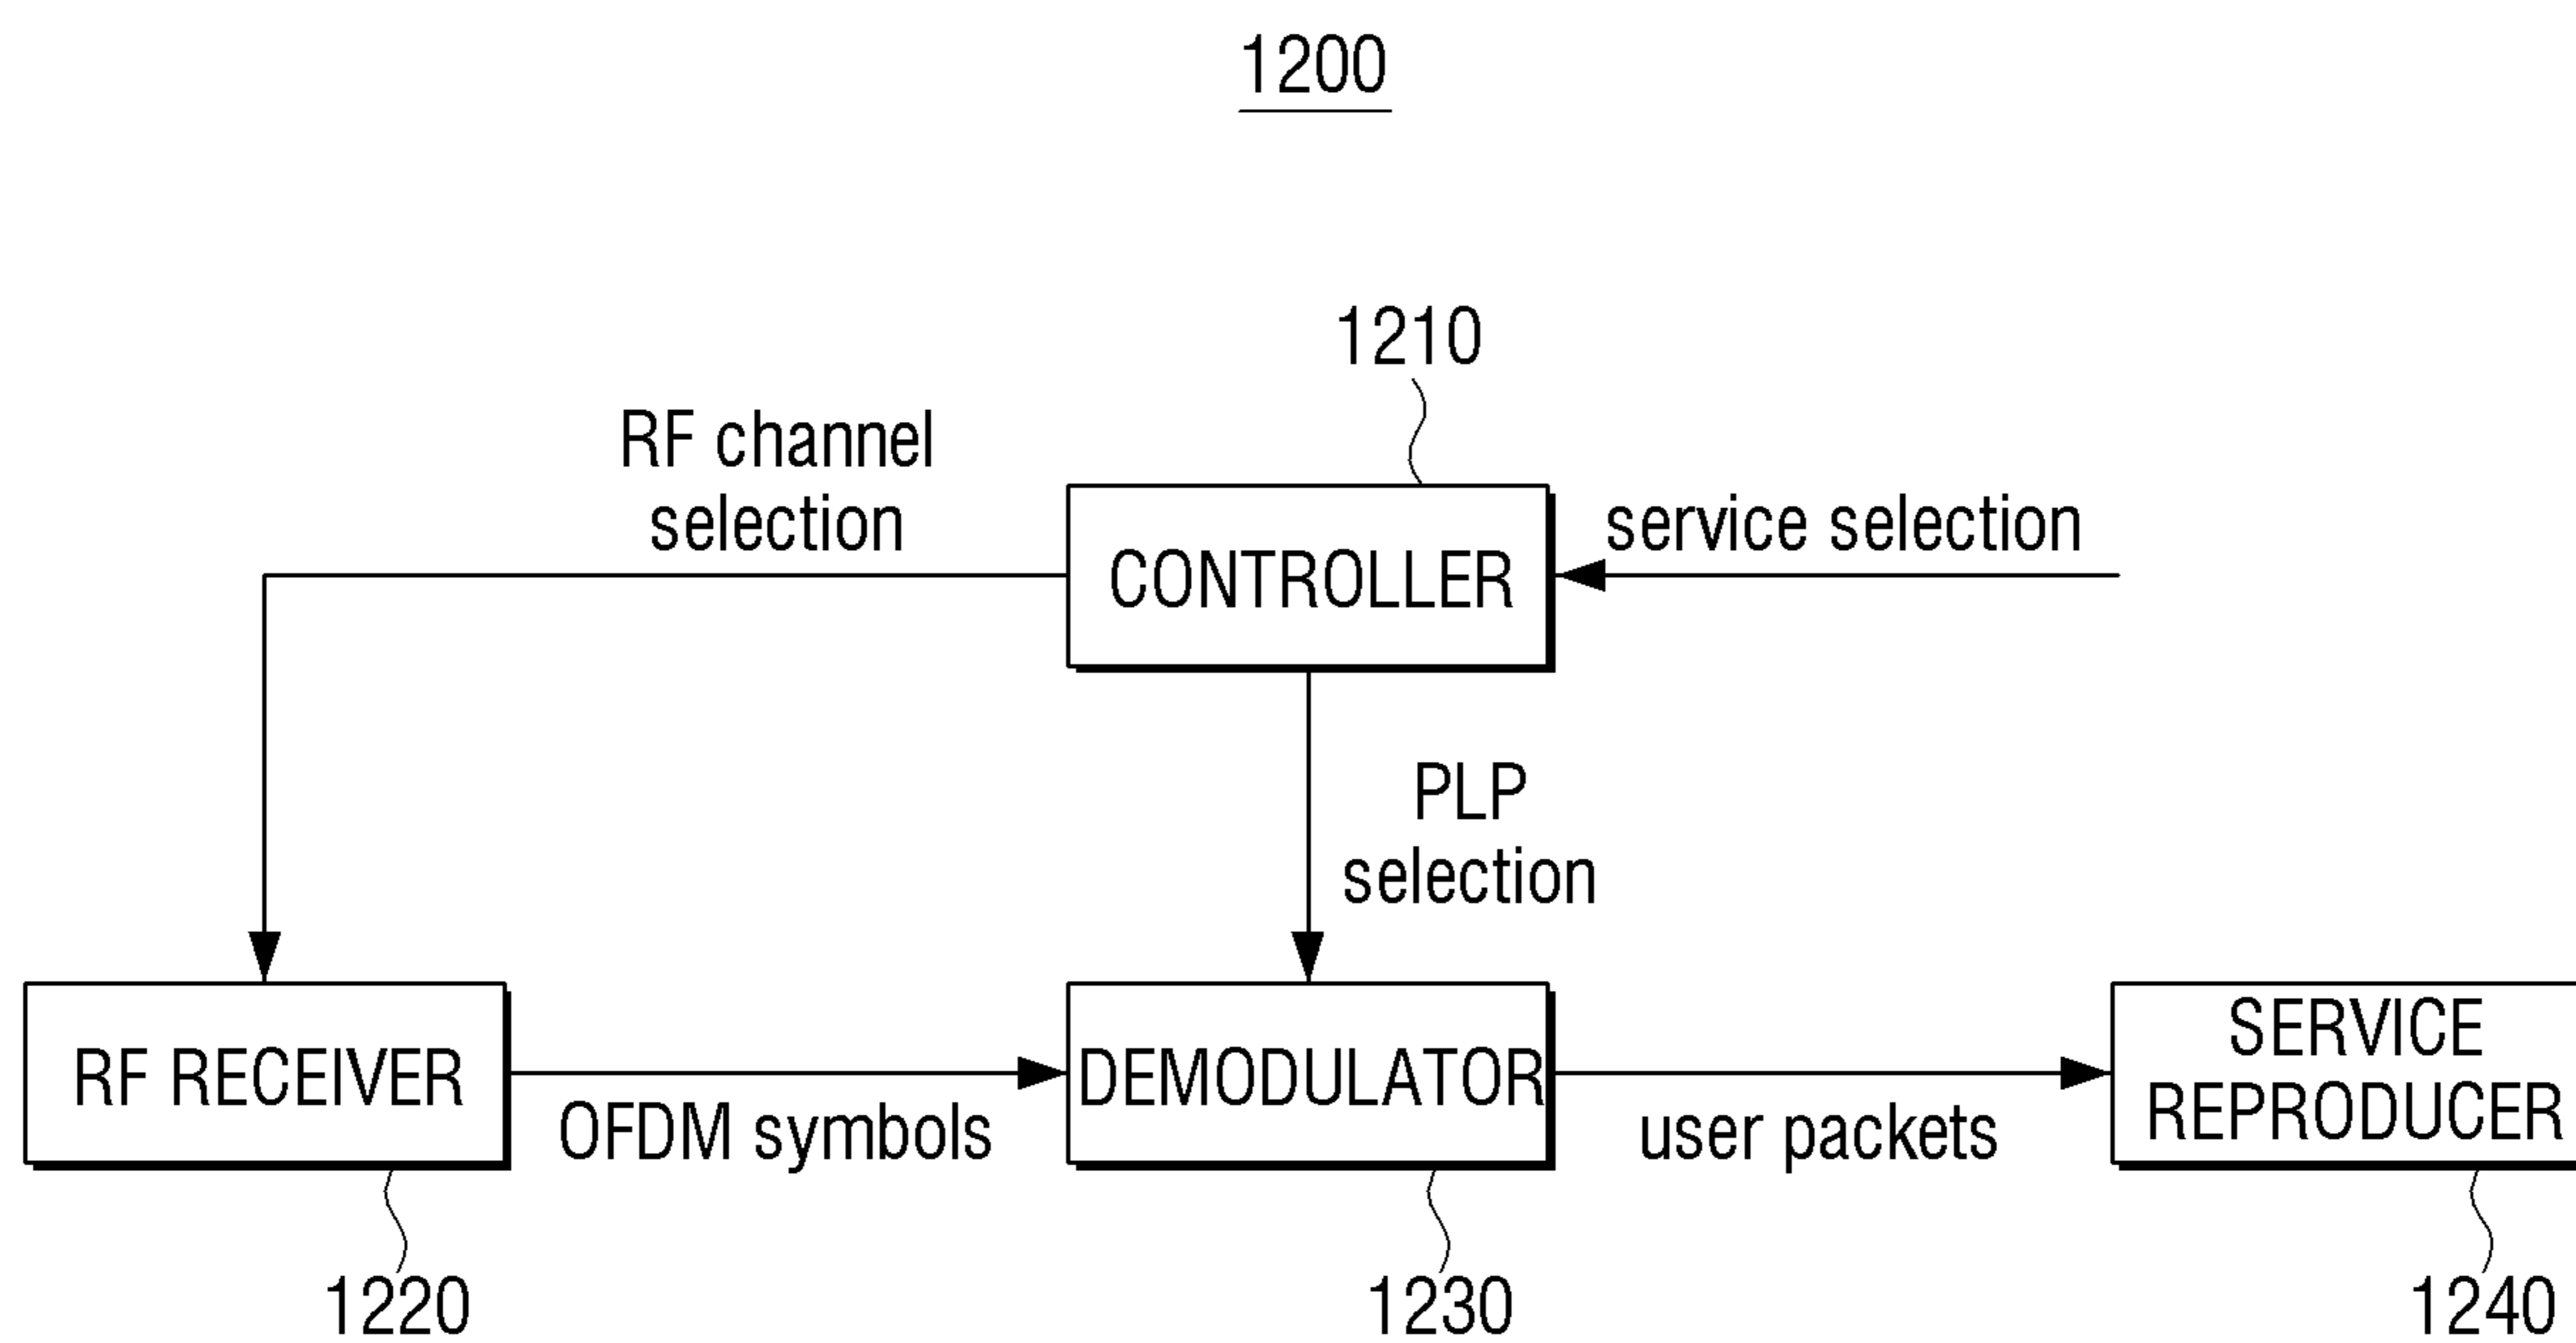 1200
1210
RF channel
selection
service selection
CONTROLLER
PLP
selection
RF RECEIVER
OFDM symbols
DEMODULATOR
user packets
SERVICE
REPRODUCER
1220
1230
1240